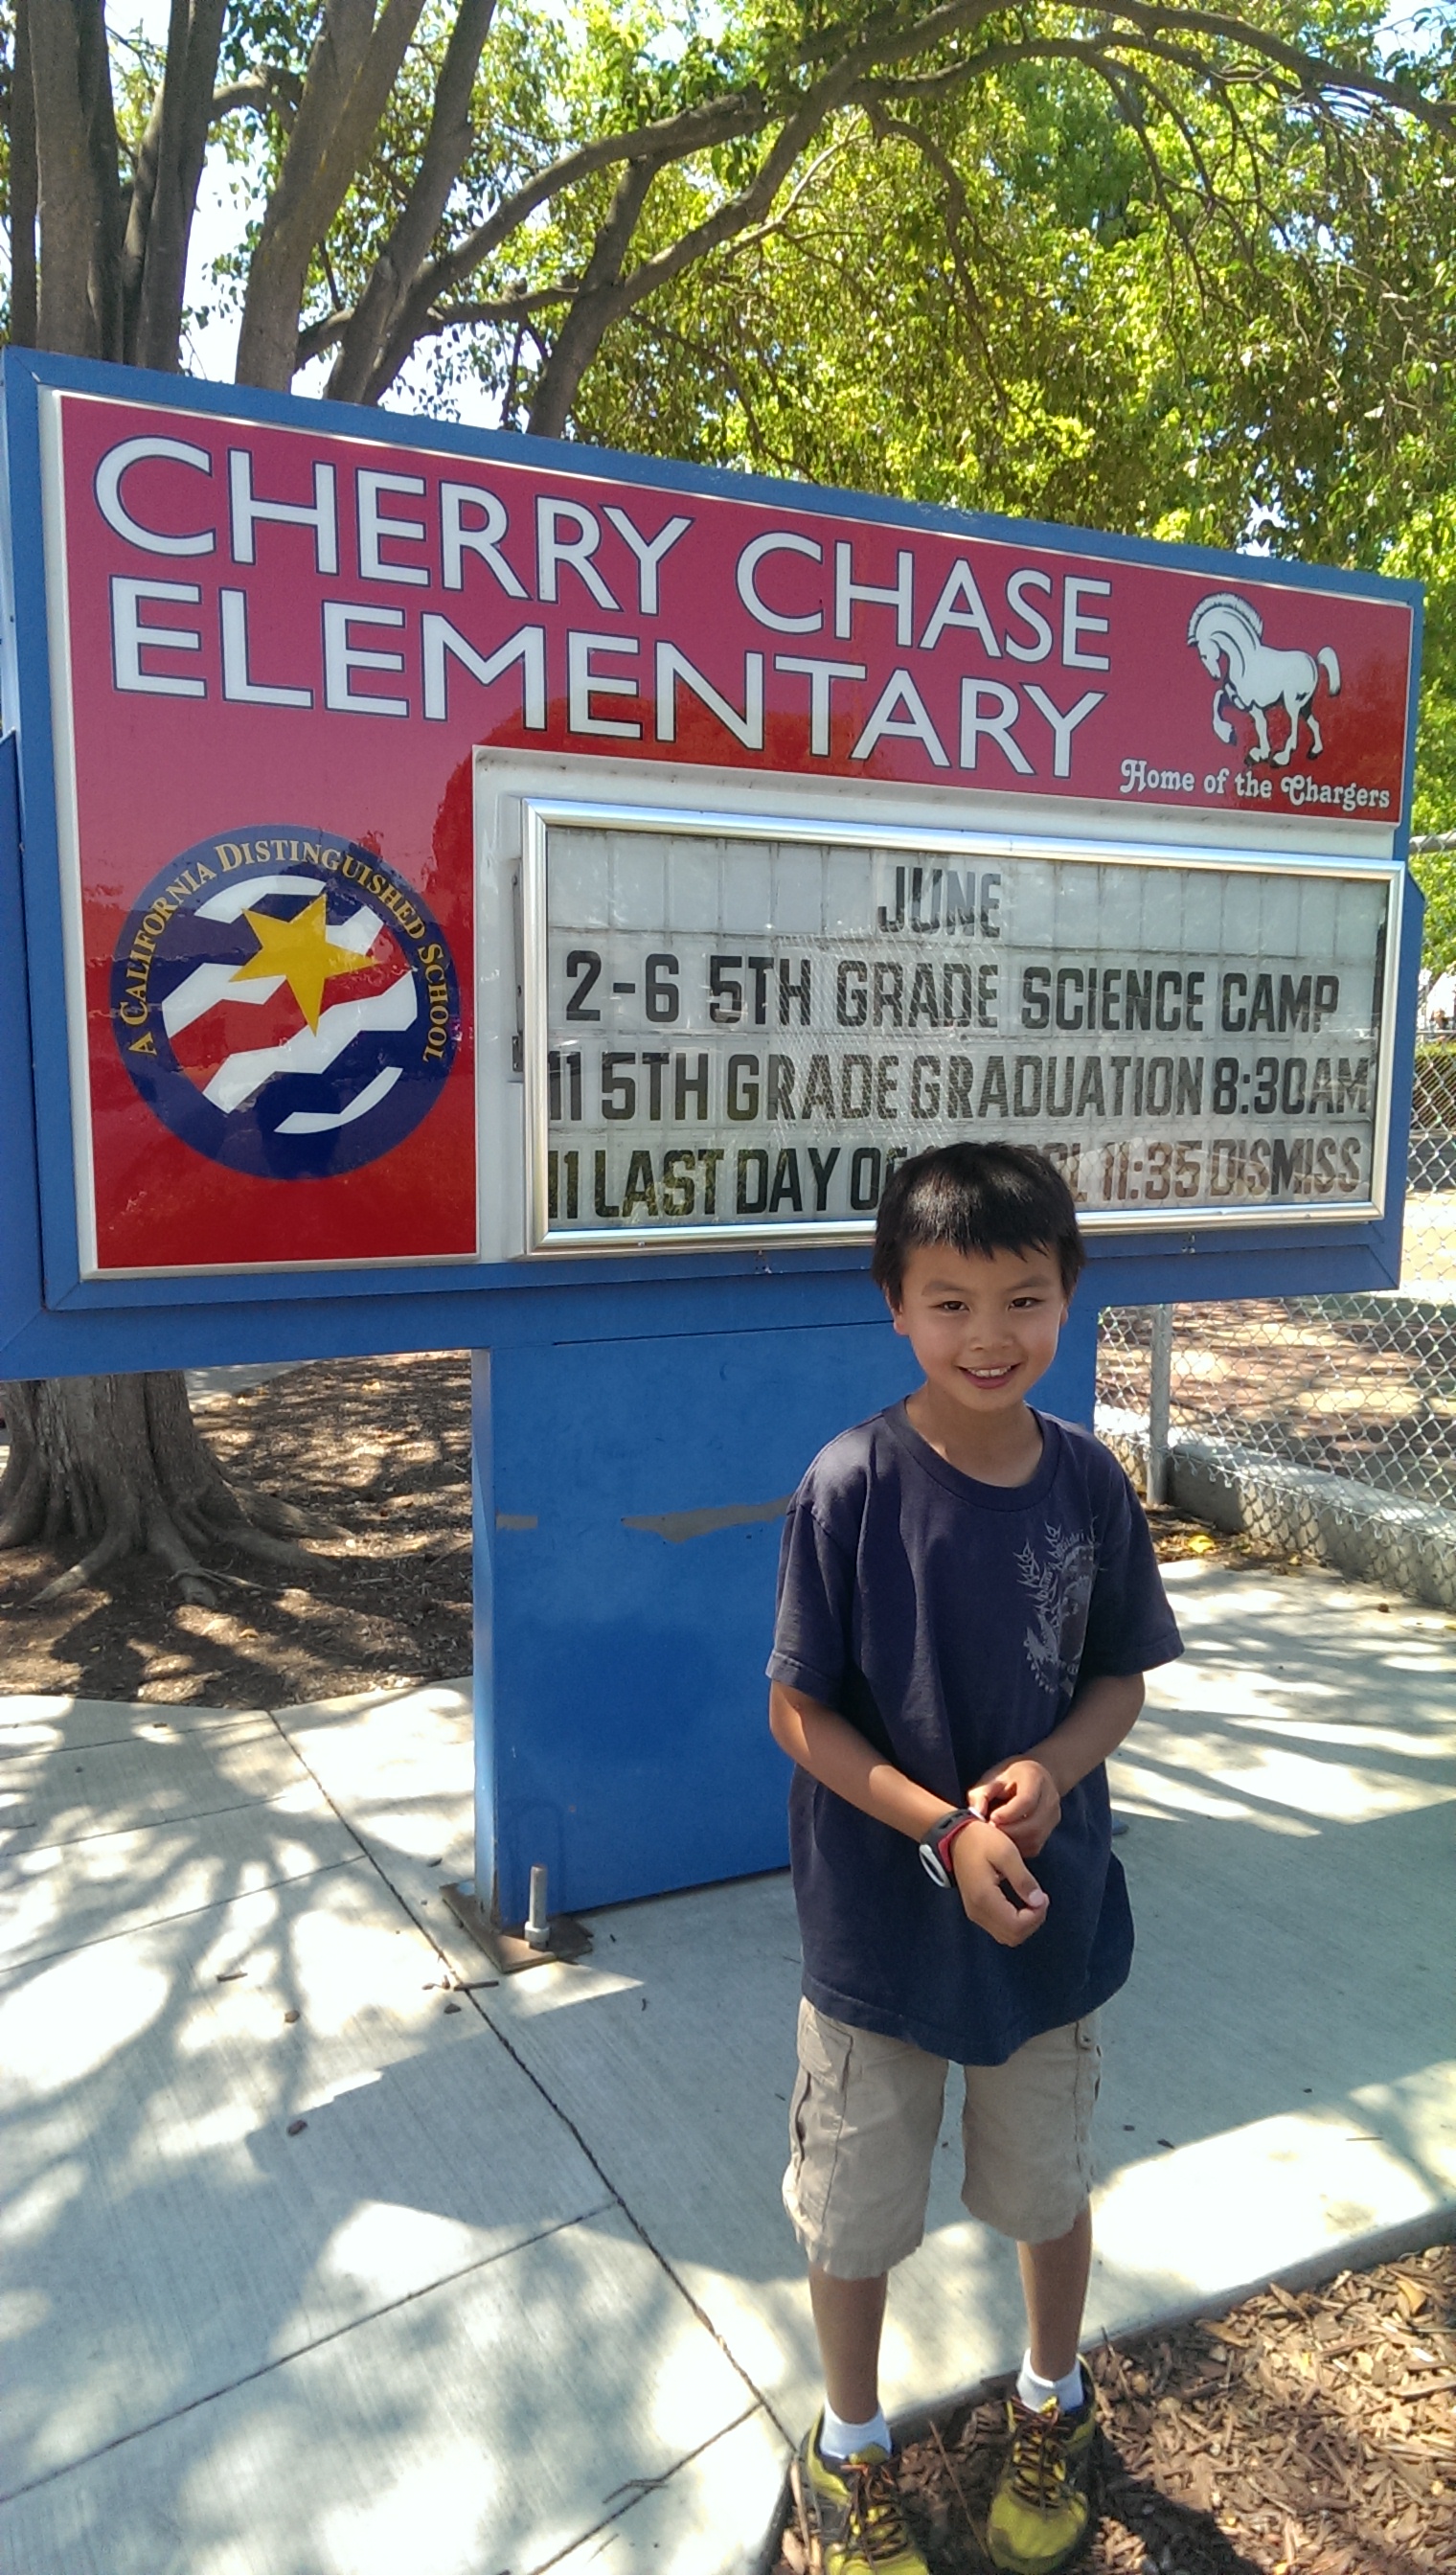 CHERRY CHASE
ELEMENTARY
Home of the Chargers
A CALIFORNIA DISTINGUISHED SCHOOL
JUNE
2-6 5TH GRADE SCIENCE CAMP
11 5TH GRADE GRADUATION 8:30AM
11 LAST DAY 11:35 DISMISS